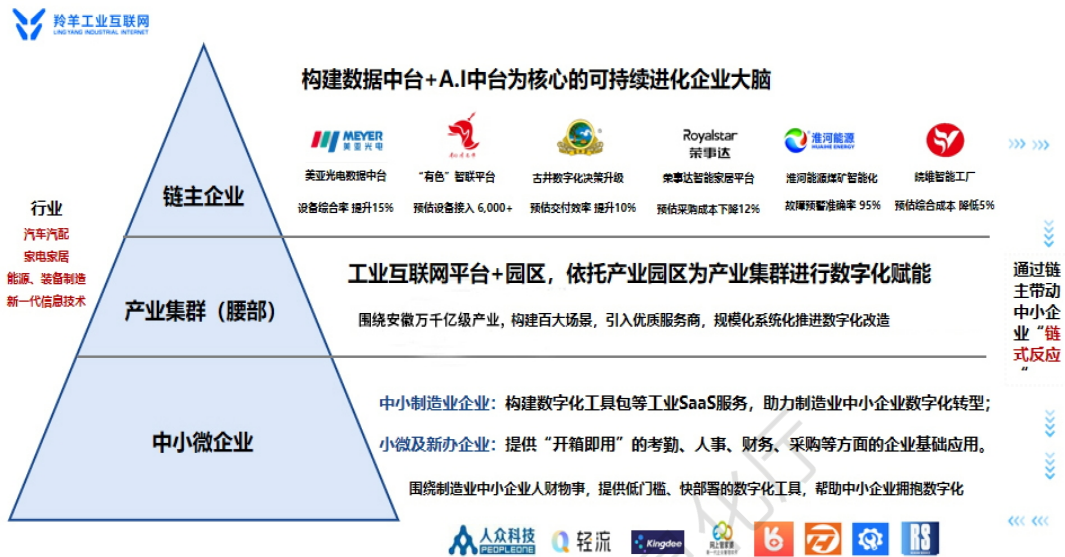 羚羊工业互联网
LINGYANG INDUSTRIAL INTERNET
构建数据中台+A.I中台为核心的可持续进化企业大脑
MEYER
美亚光电
Royalstar
荣事达
淮河能源
HUAIHE ENERGY
美亚光电数据中台
“有色”智联平台
古井数字化决策升级
荣事达智能家居平台
淮河能源煤矿智能化
统维智能工厂
设备综合率 提升15%
预估设备接入 6,000+
预估交付效率 提升10%
预估采购成本下降12%
故障预警准确率 95%
预估综合成本 降低5%
链主企业
行业
汽车汽配
家电家居
能源、装备制造
新一代信息技术
工业互联网平台+园区，依托产业园区为产业集群进行数字化赋能
产业集群（腰部）
围绕安徽万千亿级产业，构建百大场景，引入优质服务商，规模化系统化推进数字化改造
通过链
主带动
中小企
业“链
式反应
“
中小制造业企业：构建数字化工具包等工业SaaS服务，助力制造业中小企业数字化转型；
中小微企业
小微及新办企业：提供“开箱即用”的考勤、人事、财务、采购等方面的企业基础应用。
围绕制造业中小企业人财物事，提供低门槛、快部署的数字化工具，帮助中小企业拥抱数字化
化厅
人众科技
PEOPLEONE
轻流
Kingdee
RS